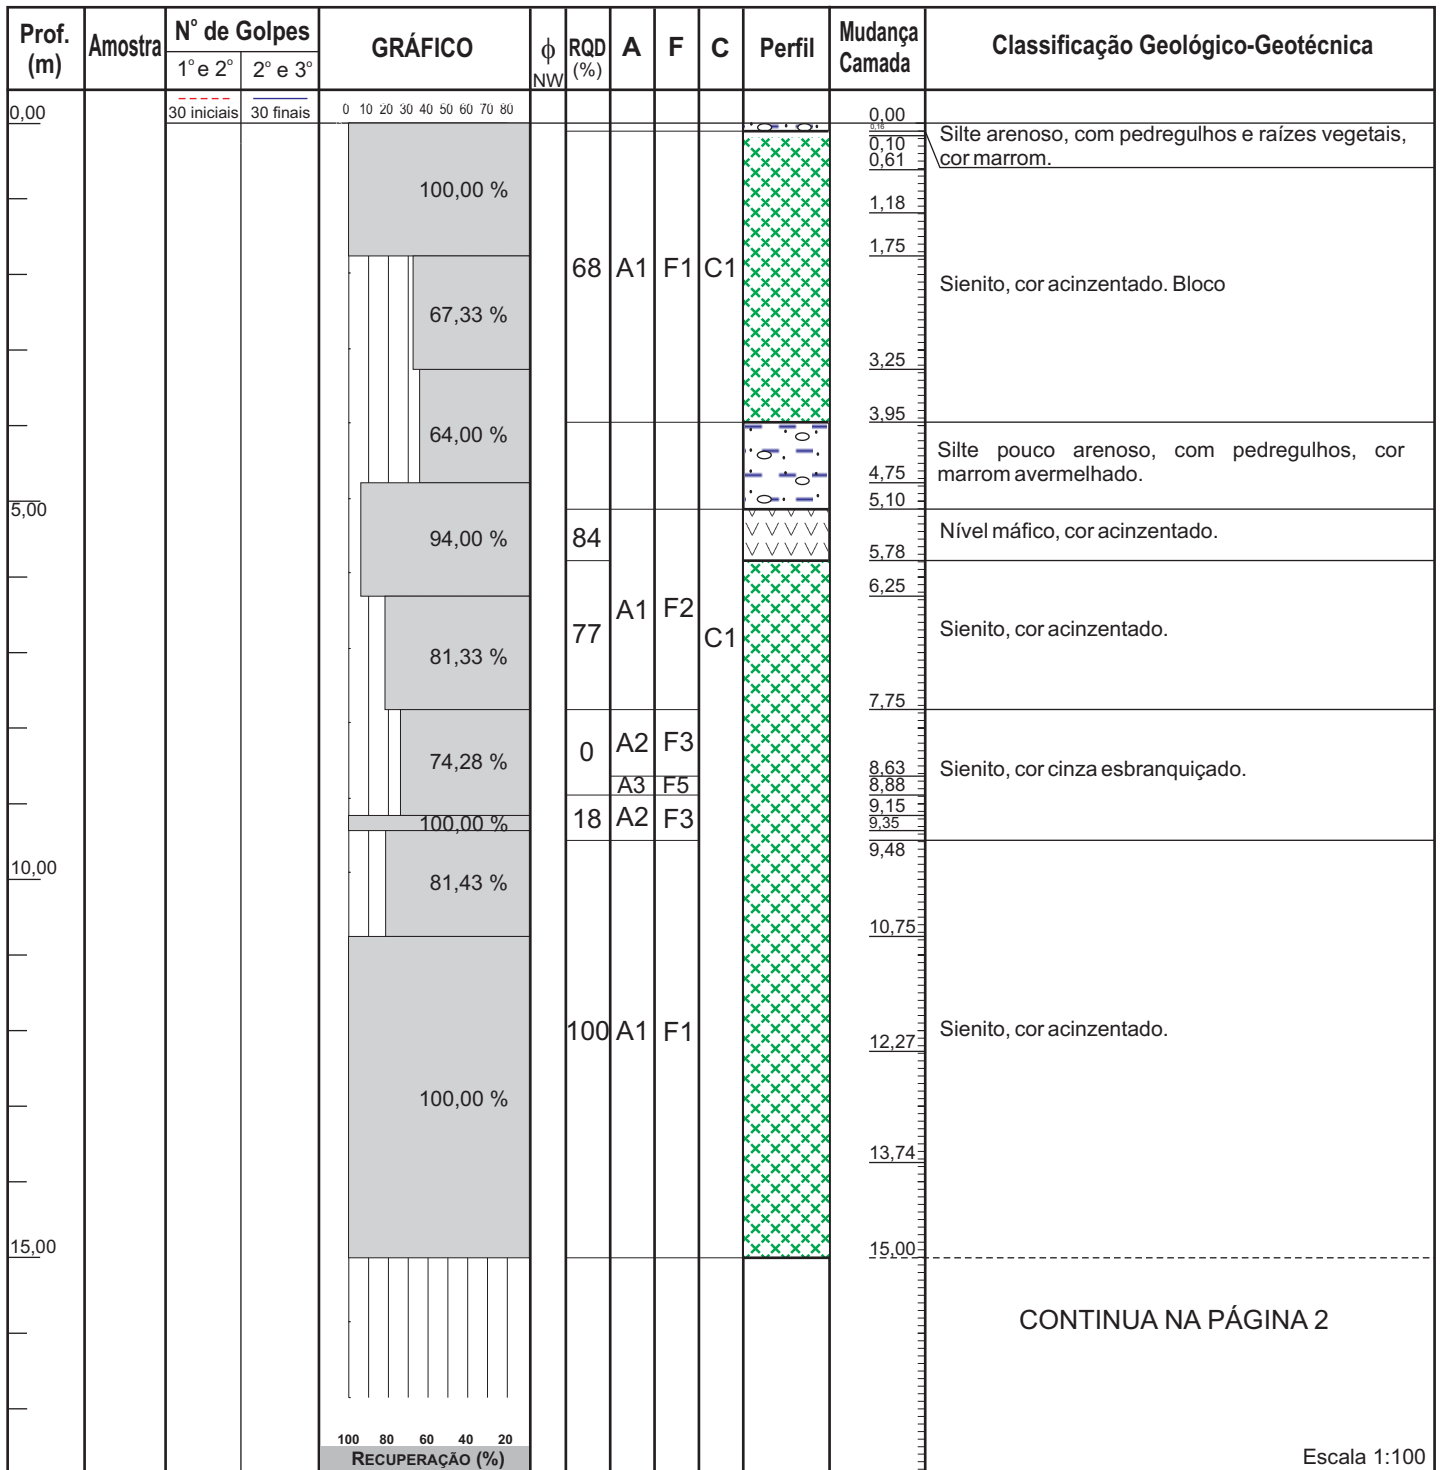 Prof. (m)
Amostra
N° de Golpes
1° e 2°
2° e 3°
GRÁFICO
ϕ
NW
RQD (%)
A
F
C
Perfil
Mudança Camada
Classificação Geológico-Geotécnica
30 iniciais
30 finais
0 10 20 30 40 50 60 70 80
0,00
0,00
0,16
0,10
0,61
Silte arenoso, com pedregulhos e raízes vegetais,
cor marrom.
100,00 %
1,18
1,75
68
A1
F1
C1
Sienito, cor acinzentado. Bloco
67,33 %
3,25
3,95
64,00 %
Silte pouco arenoso, com pedregulhos, cor
marrom avermelhado.
4,75
5,10
5,00
94,00 %
84
Nível máfico, cor acinzentado.
5,78
6,25
A1
F2
77
C1
Sienito, cor acinzentado.
81,33 %
7,75
0
A2
F3
74,28 %
8,63
Sienito, cor cinza esbranquiçado.
A3
F5
8,88
9,15
18
A2
F3
100,00 %
9,35
9,48
10,00
81,43 %
10,75
100
A1
F1
Sienito, cor acinzentado.
12,27
100,00 %
13,74
15,00
15,00
CONTINUA NA PÁGINA 2
100 80 60 40 20
RECUPERAÇÃO (%)
Escala 1:100